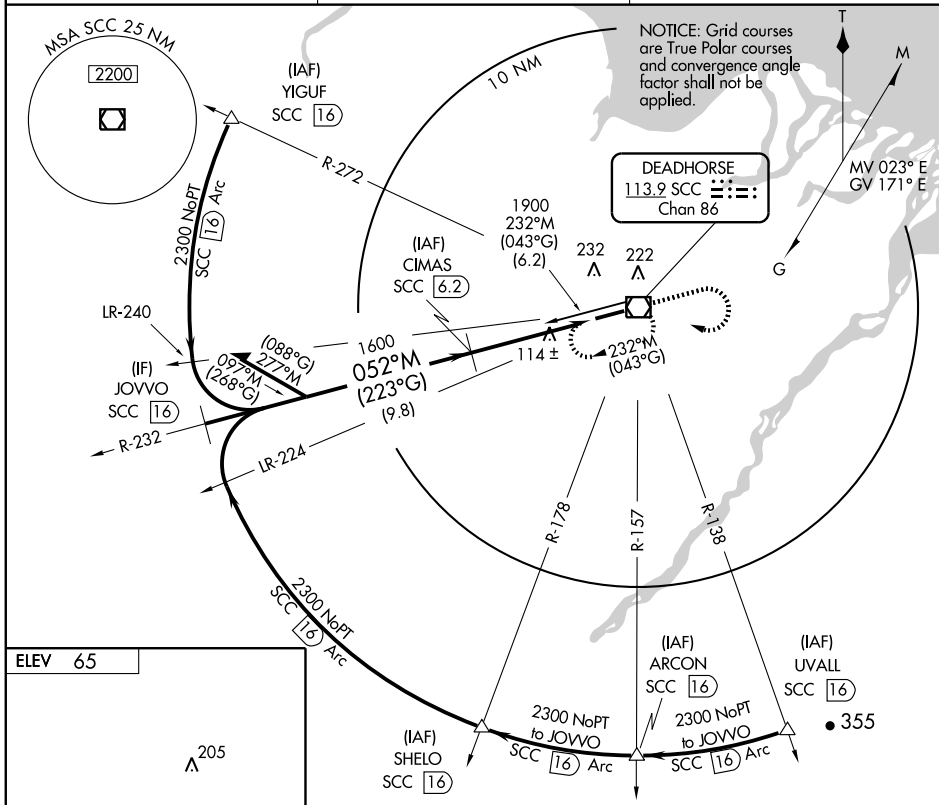 MSA SCC 25 NM
2200
(IAF)
YIGUF
SCC 16
10 NM
NOTICE: Grid courses
are True Polar courses
and convergence angle
factor shall not be
applied.
T
M
MV 023° E
GV 171° E
G
R-272
DEADHORSE
113.9 SCC
Chan 86
2300 NoPT
SCC 16 Arc
1900
232°M
(043°G)
(6.2)
(IAF)
CIMAS
SCC 6.2
232
222
LR-240
114 ±
232°M
(043°G)
(088°G)
277°M
097°M
(268°G)
1600
052°M
(223°G)
(9.8)
(IF)
JOVVO
SCC 16
R-232
LR-224
R-178
R-157
R-138
2300 NoPT
SCC 16 Arc
ELEV 65
205
(IAF)
SHELO
SCC 16
2300 NoPT
to JOVVO
SCC 16 Arc
(IAF)
ARCON
SCC 16
2300 NoPT
to JOVVO
SCC 16 Arc
(IAF)
UVALL
SCC 16
355